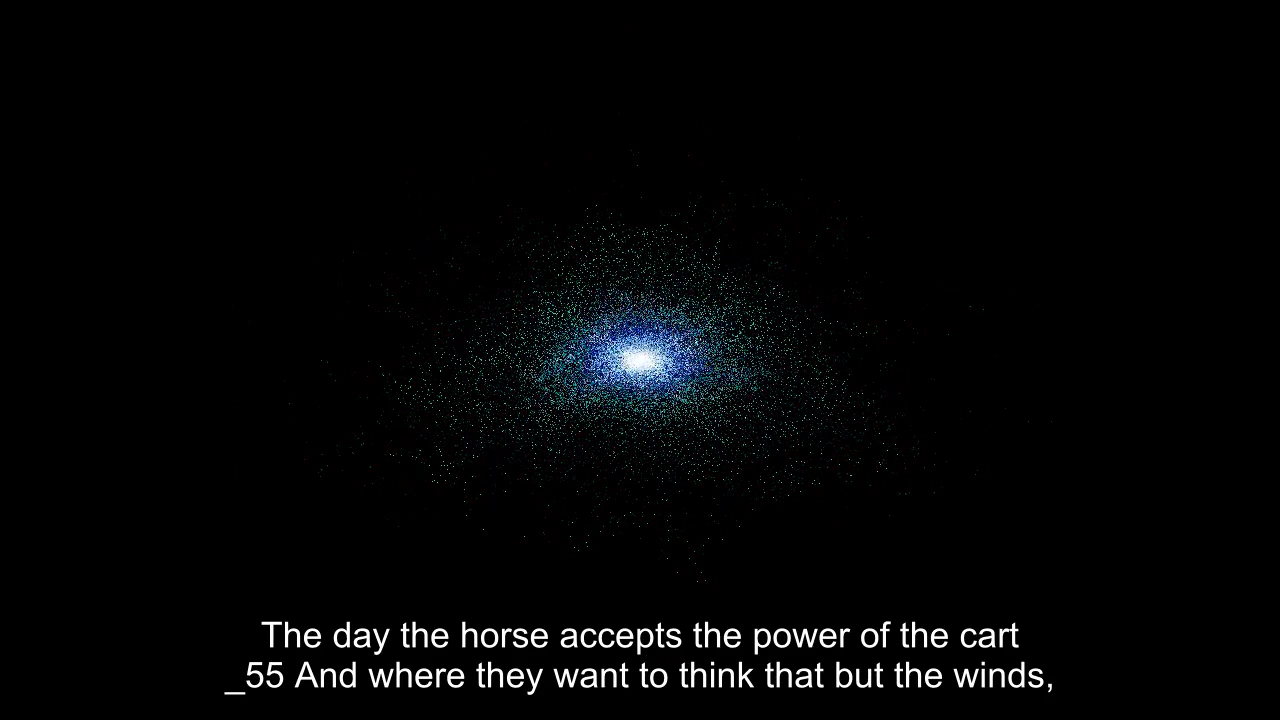 The day the horse accepts the power of the cart
_55 And where they want to think that but the winds,